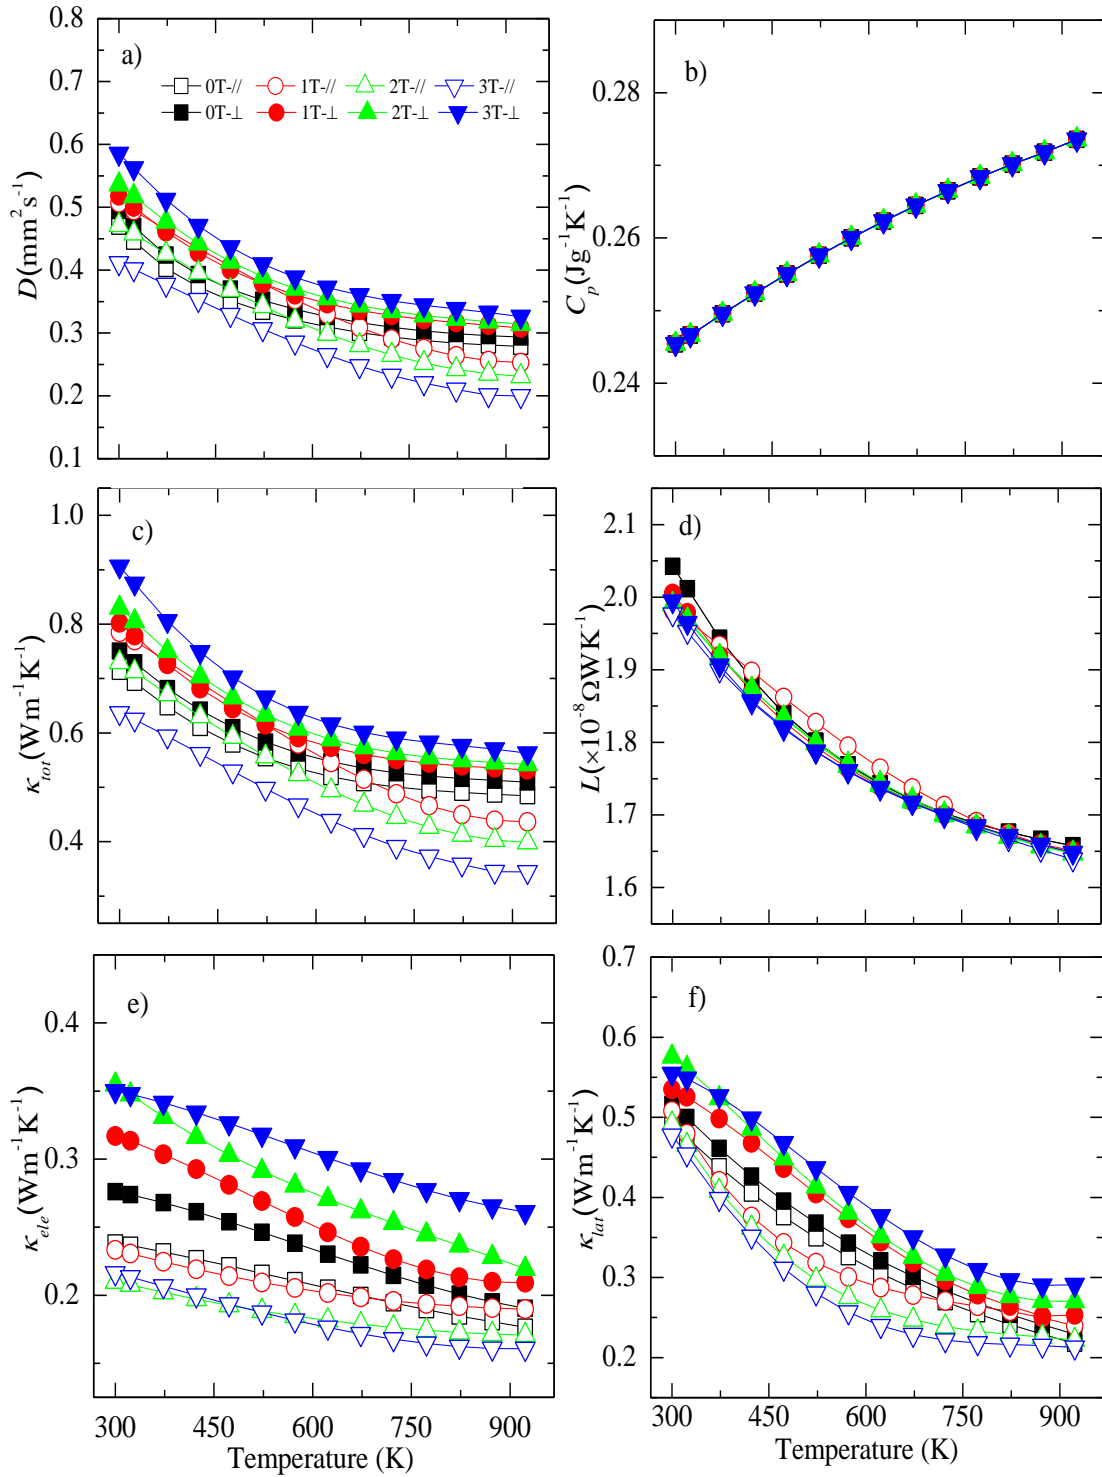 a)
0T-// 1T-// 2T-// 3T-//
0T-⊥ 1T-⊥ 2T-⊥ 3T-⊥
0.8
0.7
0.6
0.5
0.4
0.3
0.2
0.1
D(mm²s⁻¹)
b)
0.28
0.26
0.24
Cₚ(Jg⁻¹K⁻¹)
c)
1.0
0.8
0.6
0.4
κ_tot(Wm⁻¹K⁻¹)
d)
2.1
2.0
1.9
1.8
1.7
1.6
L(×10⁻⁸ΩWK⁻¹)
e)
0.4
0.3
0.2
κ_ele(Wm⁻¹K⁻¹)
300 450 600 750 900
Temperature (K)
f)
0.7
0.6
0.5
0.4
0.3
0.2
κ_lat(Wm⁻¹K⁻¹)
300 450 600 750 900
Temperature (K)